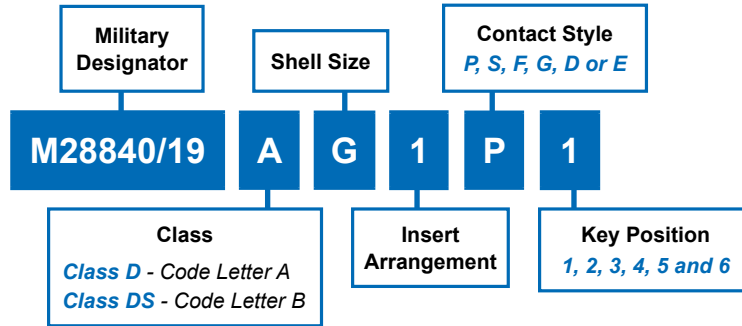 Military
Designator
Shell Size
Contact Style
P, S, F, G, D or E
M28840/19 A G 1 P 1
Class
Class D - Code Letter A
Class DS - Code Letter B
Insert
Arrangement
Key Position
1, 2, 3, 4, 5 and 6